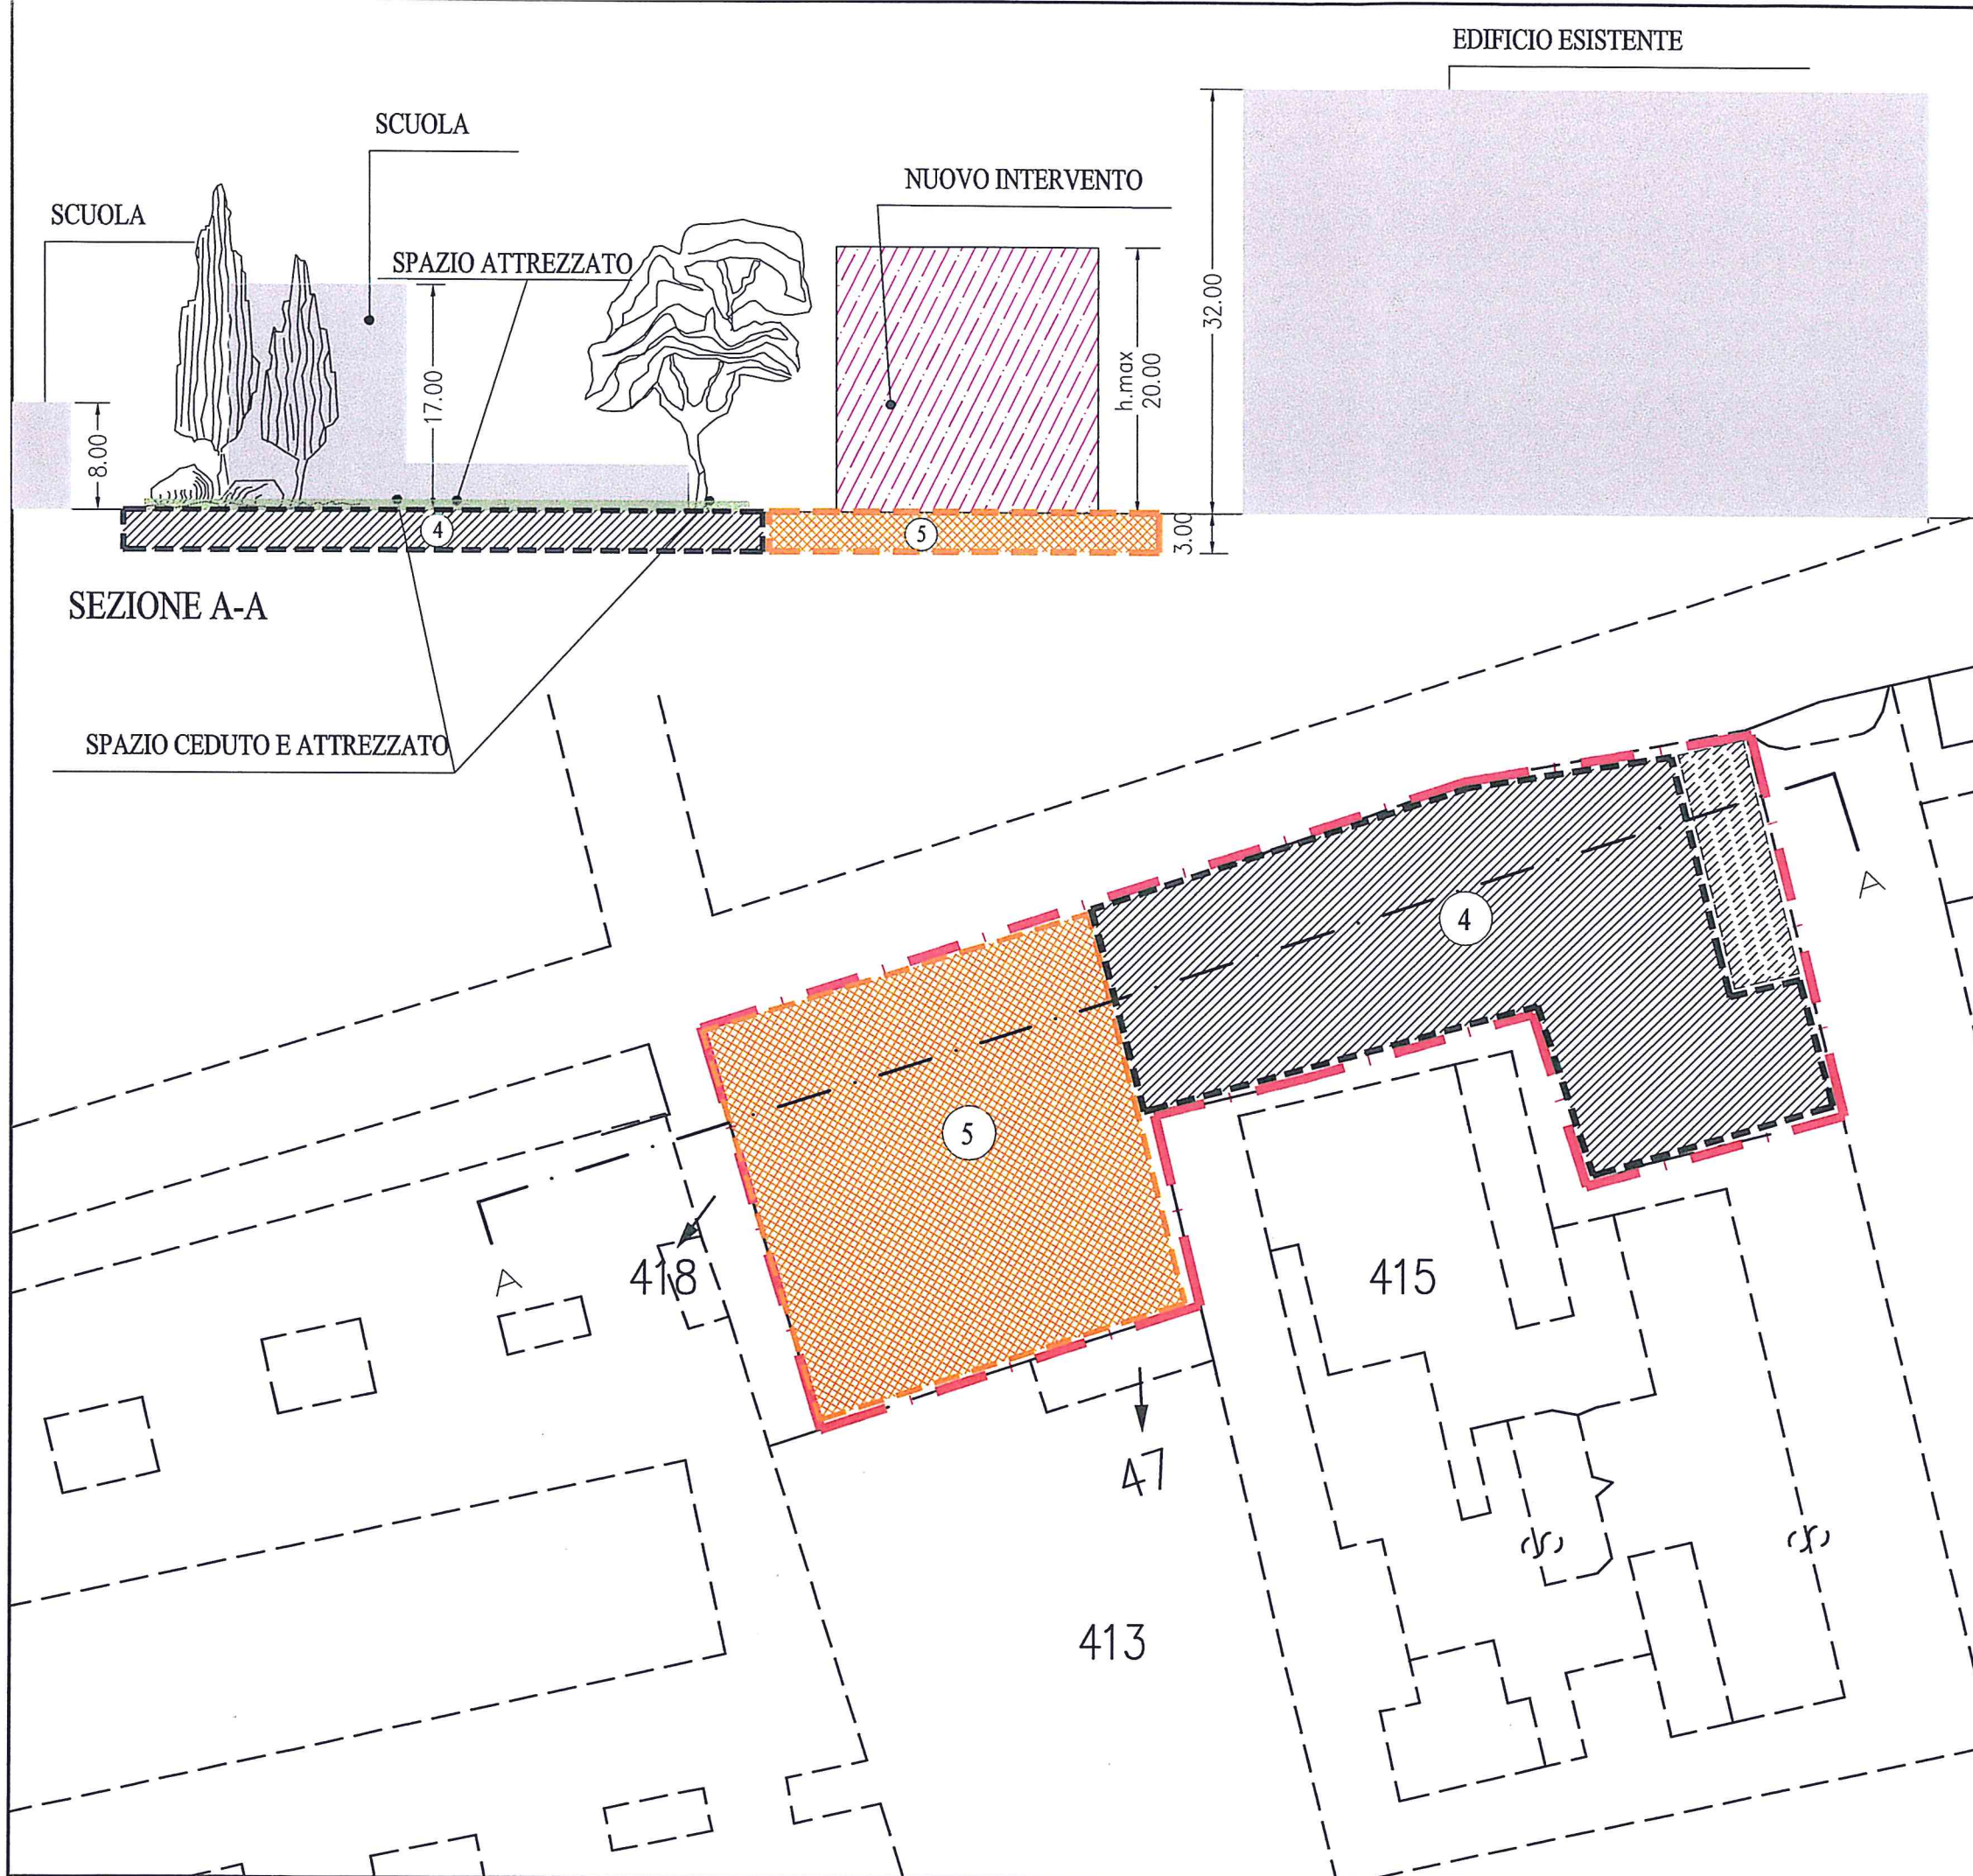 EDIFICIO ESISTENTE
SCUOLA
NUOVO INTERVENTO
SCUOLA
SPAZIO ATTREZZATO
32.00
h.max
20.00
17.00
8.00
4
5
3.00
SEZIONE A-A
SPAZIO CEDUTO E ATTREZZATO
A
4
5
A
418
415
47
413